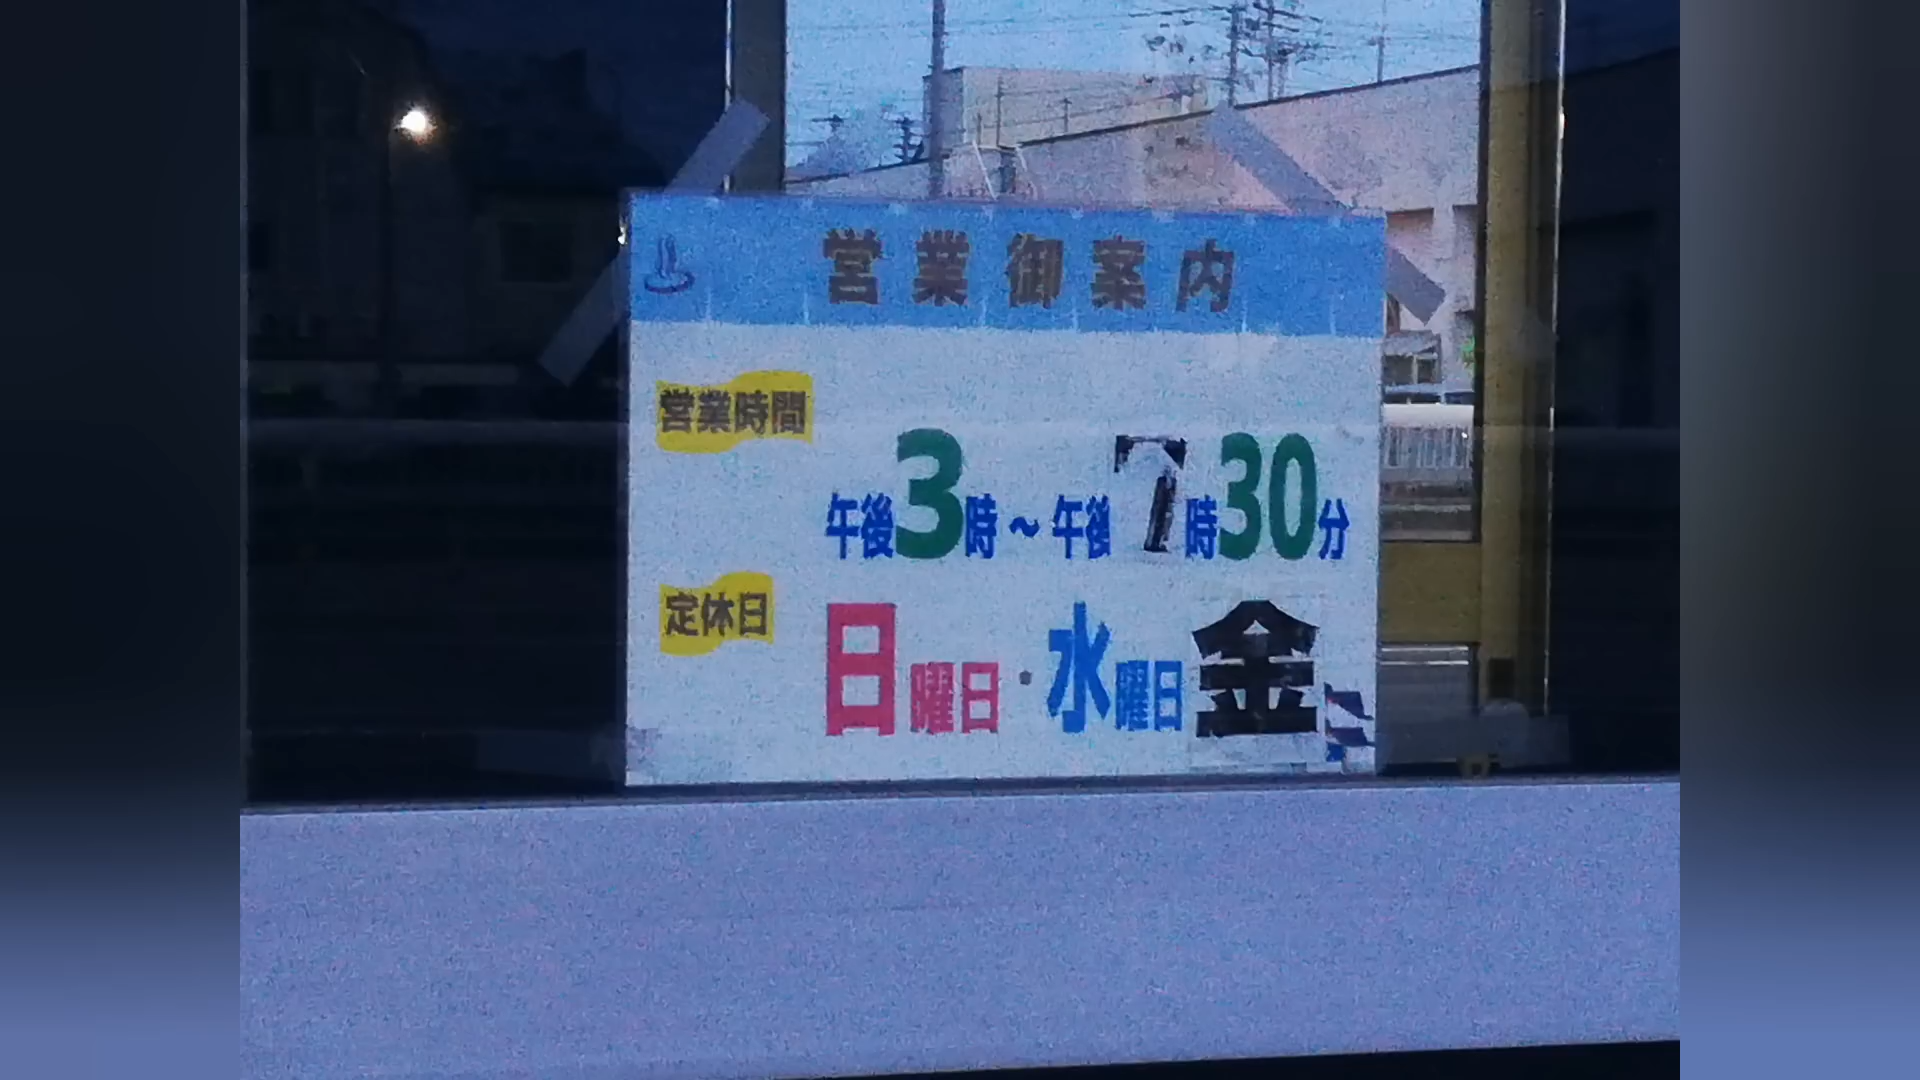 営業御案内
営業時間
午後3時～午後7時30分
定休日
日曜日・水曜日金